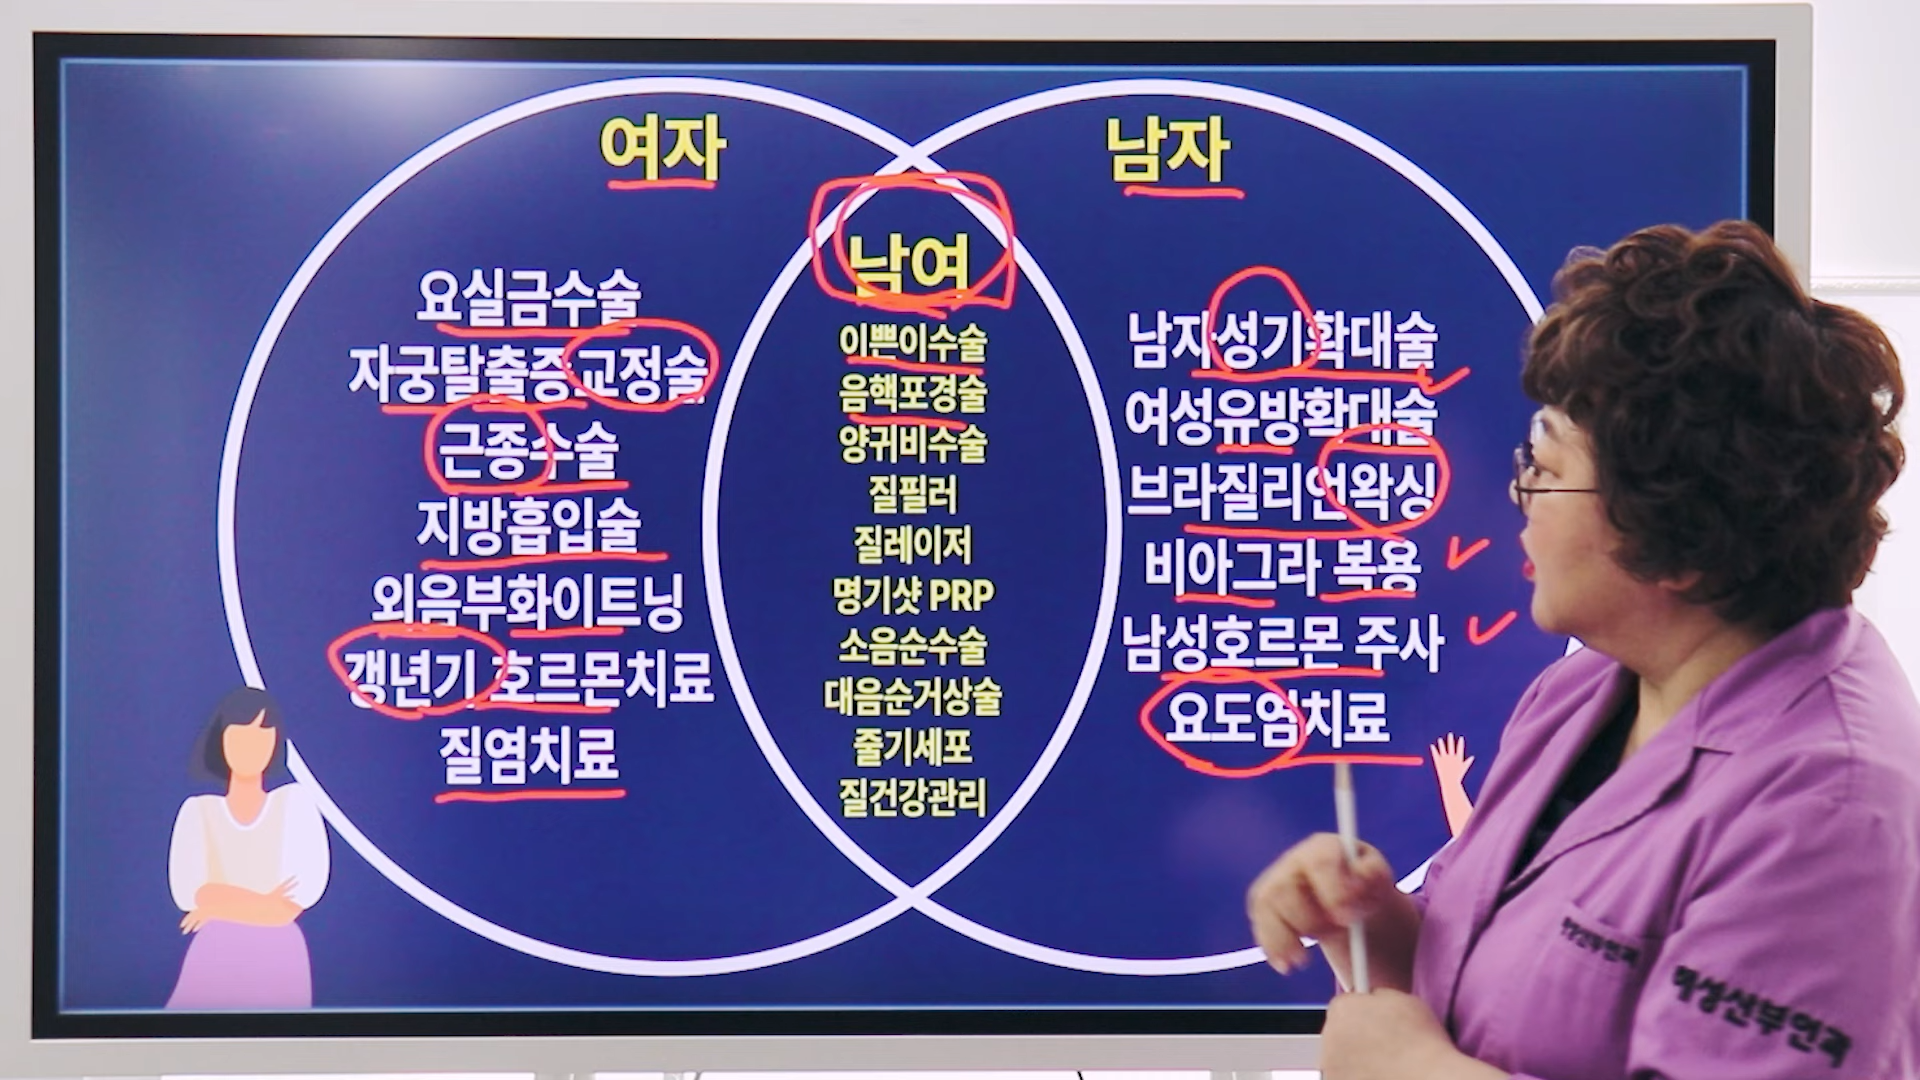 여자
요실금수술
자궁탈출증교정술
근종수술
지방흡입술
외음부화이트닝
갱년기 호르몬치료
질염치료
남여
이쁜이수술
음핵포경술
양귀비수술
질필러
질레이저
명기샷 PRP
소음순수술
대음순거상술
줄기세포
질건강관리
남자
남자성기확대술
여성유방확대술
브라질리언왁싱
비아그라 복용
남성호르몬 주사
요도염치료
해성산부인과